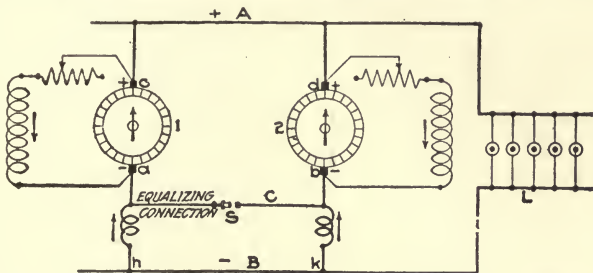 + A
+ c
d +
1
2
- a
b -
EQUALIZING
CONNECTION
S
C
L
h
- B
k